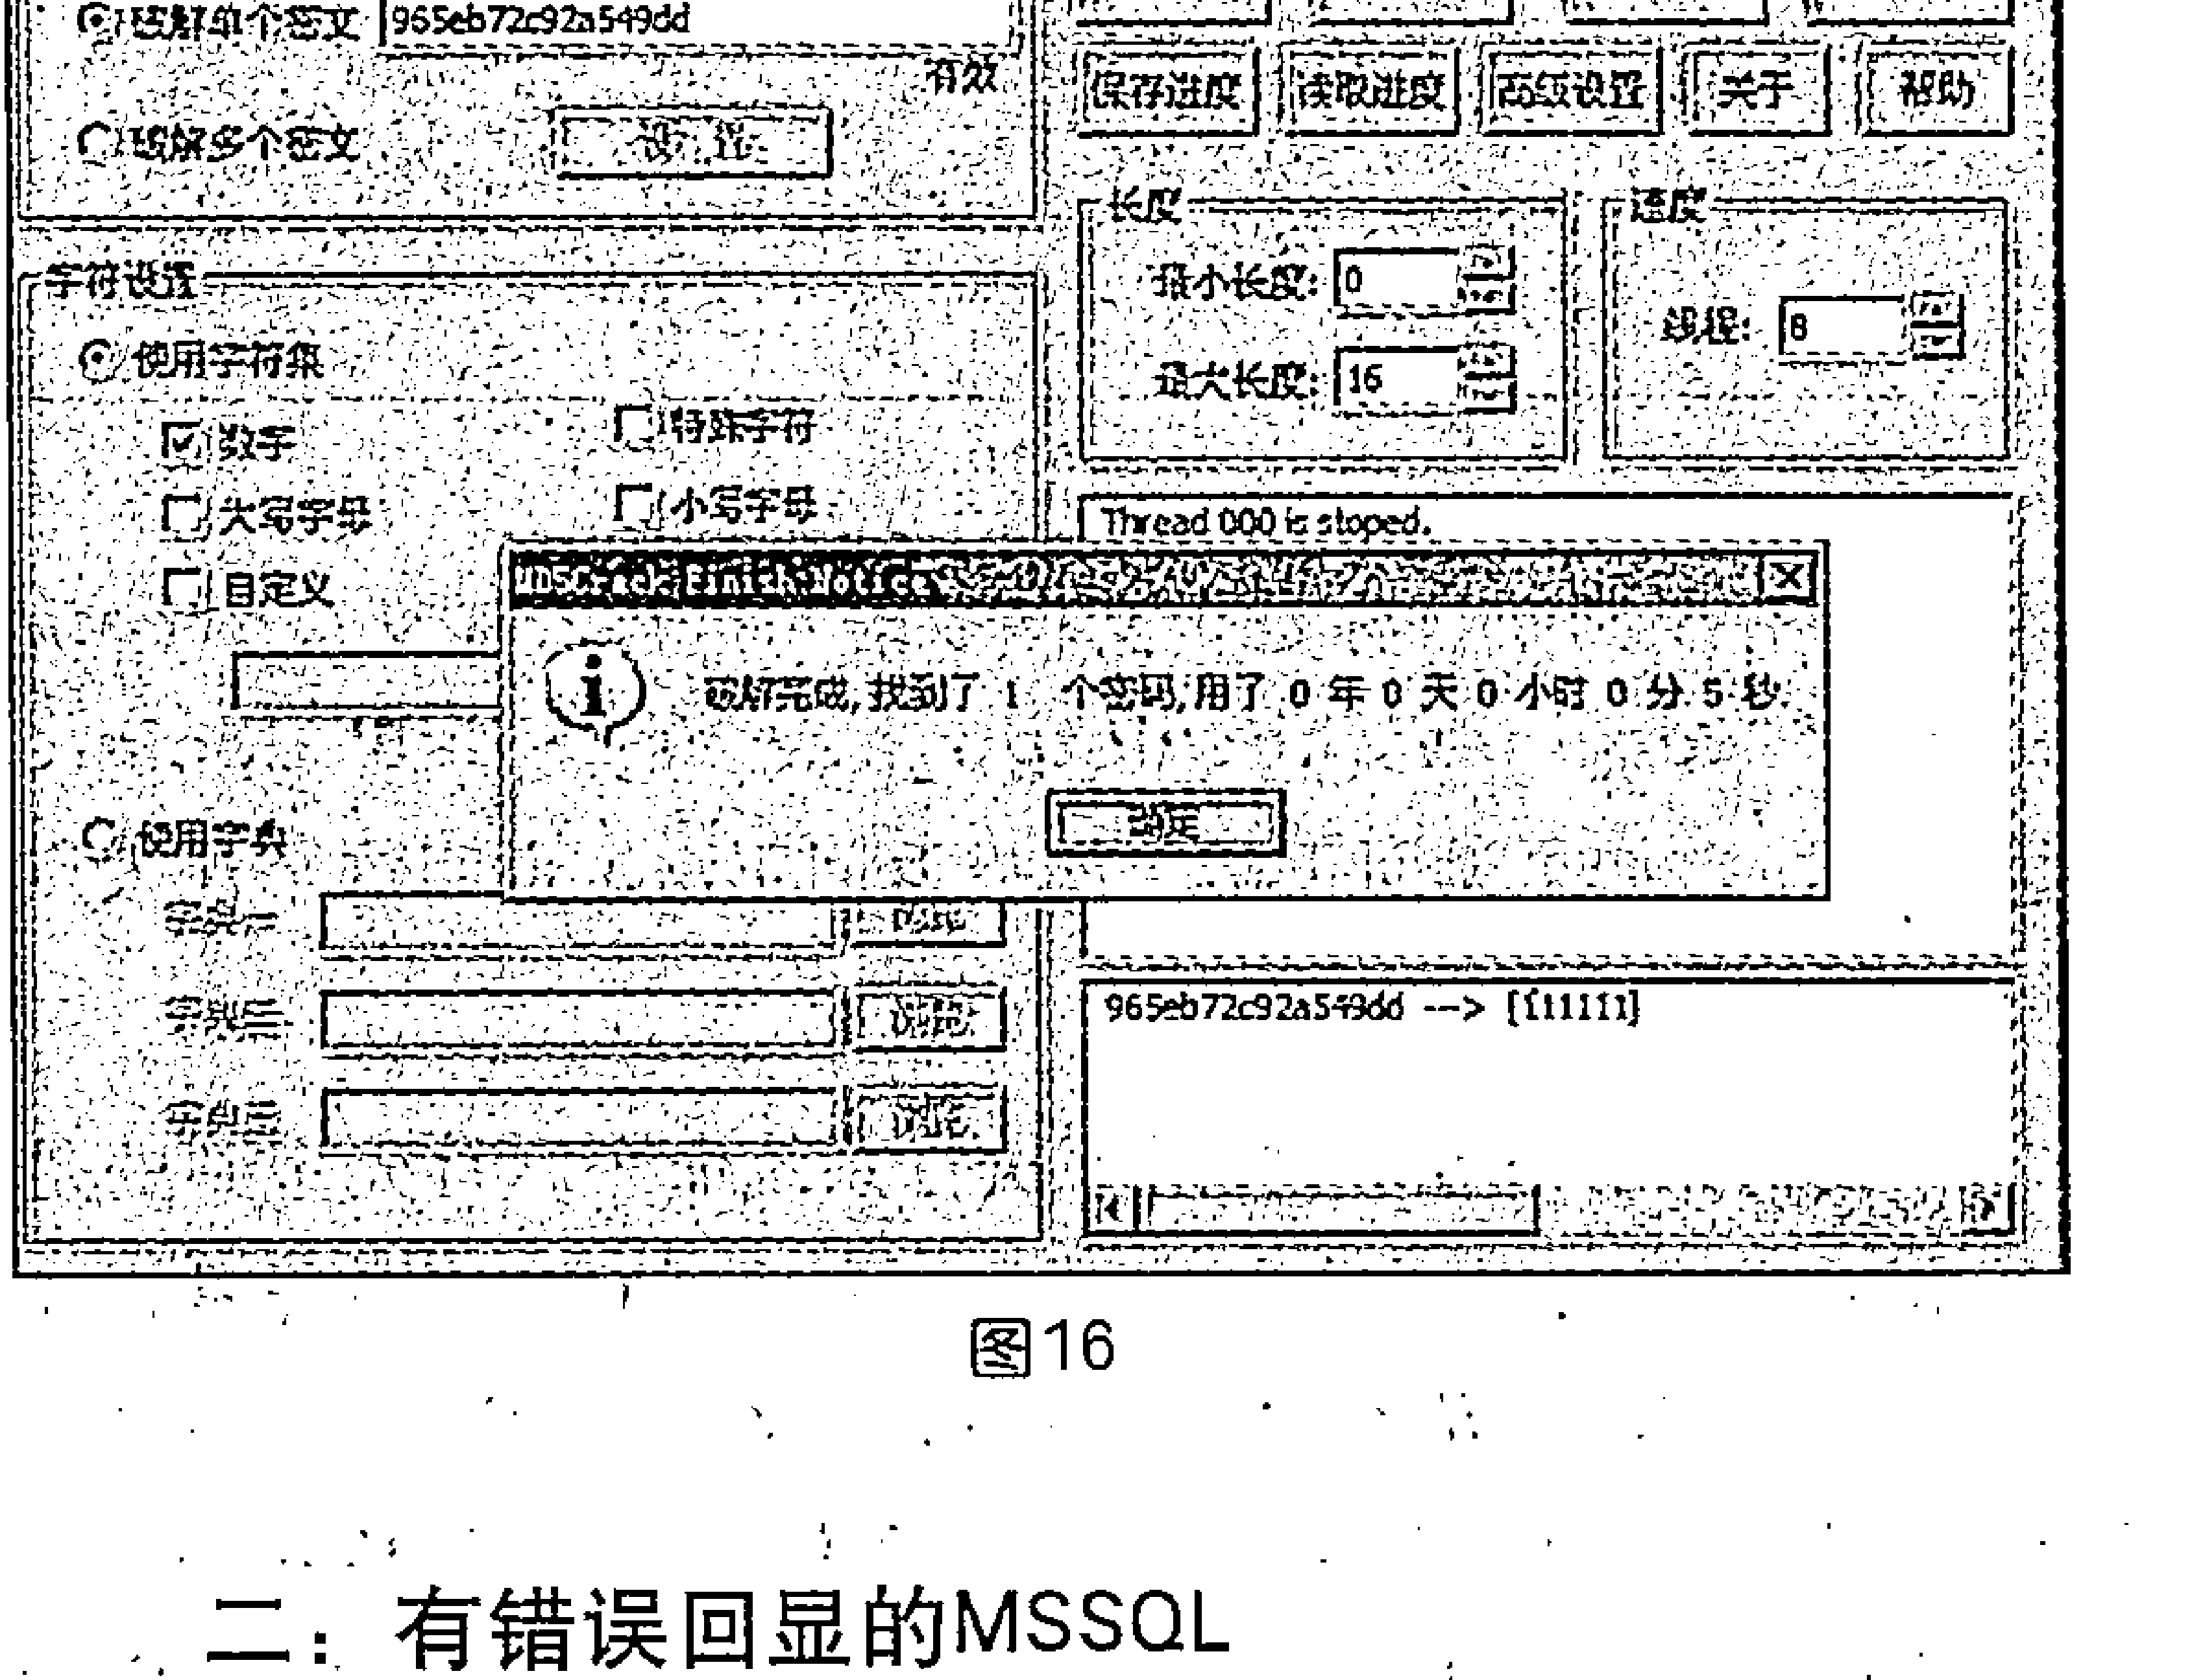 破解单个密文 965eb72c92a549dd
有效
破解多个密文 设 置
保存进度 读取进度 高级设置 关于 帮助
长度
最小长度: 0
最大长度: 16
速度
线程: 8
字符设置
使用字符集
数字 特殊字符
大写字母 小写字母
自定义
使用字典
字典一
字典二
字典三
Thread 000 is stoped.
破解完成, 找到了 1 个密码, 用了 0 年 0 天 0 小时 0 分 5 秒.
确定
965eb72c92a549dd --> [111111]
图16
二：有错误回显的MSSQL